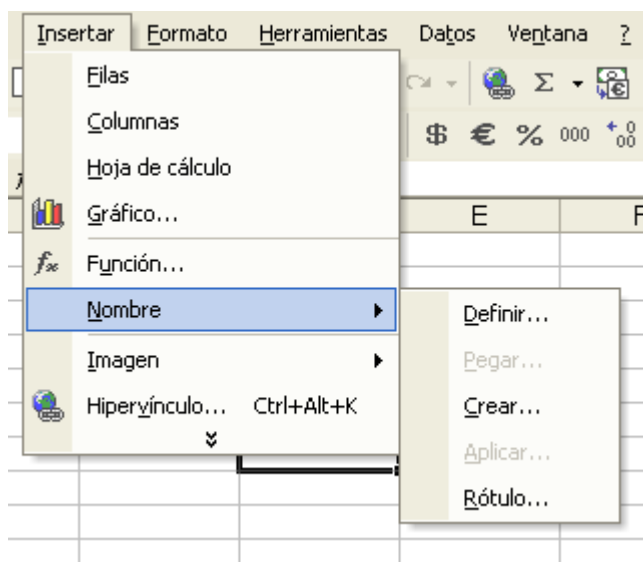 Insertar Formato Herramientas Datos Ventana ?
Filas
Columnas
Hoja de cálculo
Gráfico...
Función...
Nombre
Imagen
Hipervínculo... Ctrl+Alt+K
Σ
$ € % 000
E F
Definir...
Pegar...
Crear...
Aplicar...
Rótulo...